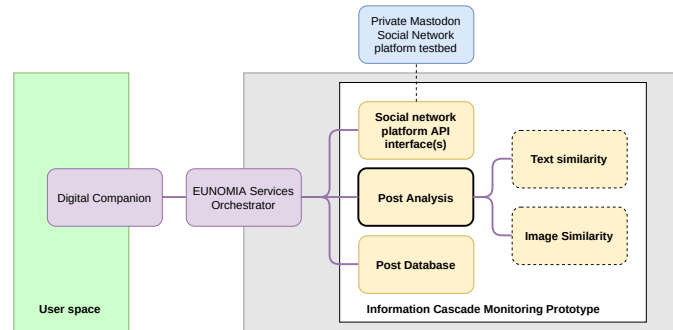 Private Mastodon
Social Network
platform testbed
Social network
platform API
interface(s)
Text similarity
Digital Companion
EUNOMIA Services
Orchestrator
Post Analysis
Image Similarity
Post Database
User space
Information Cascade Monitoring Prototype